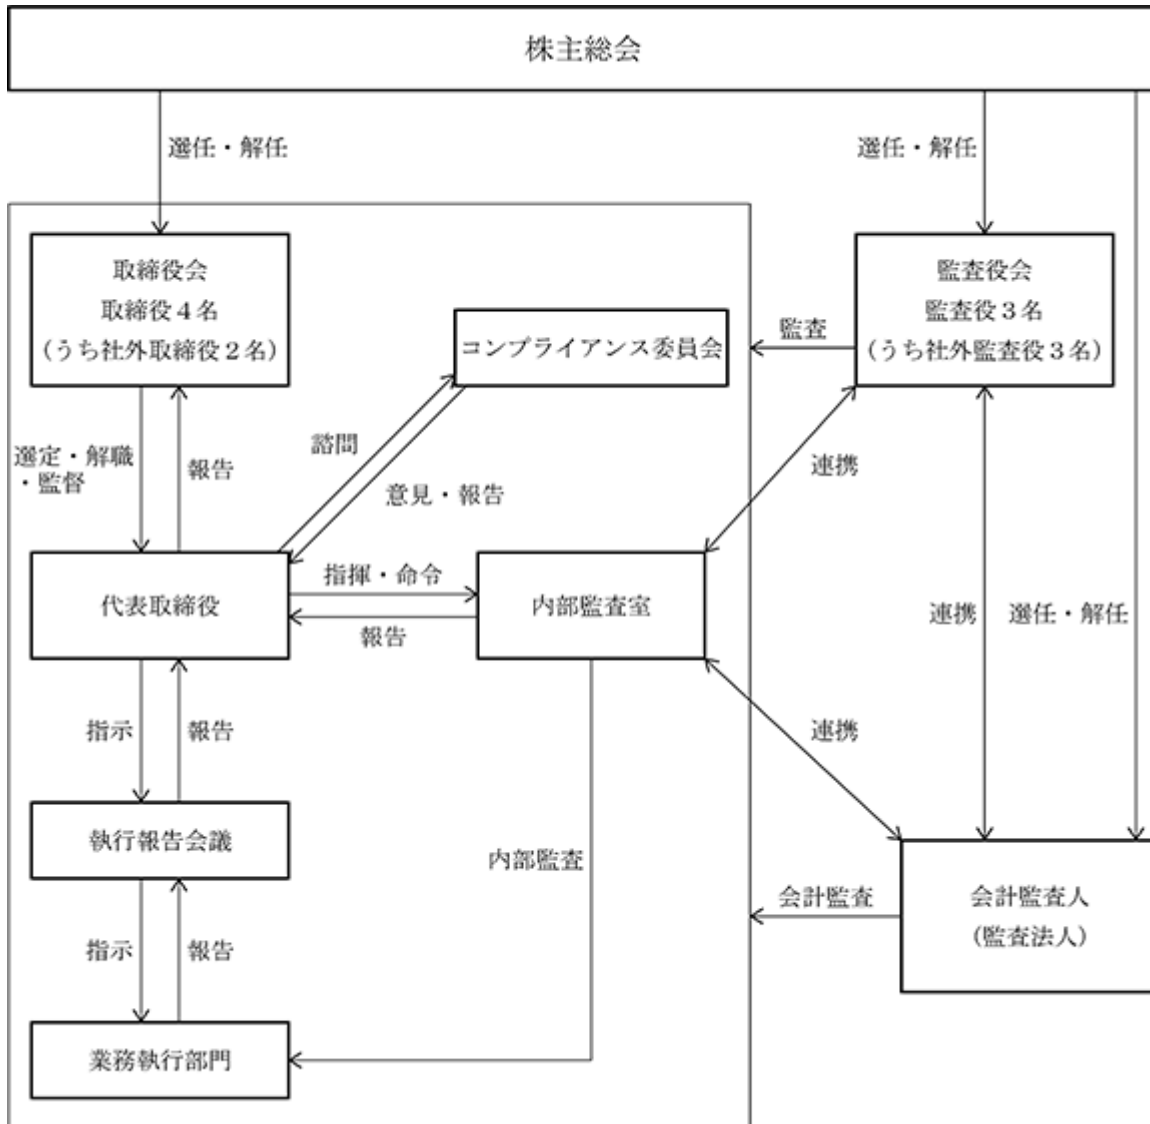 株主総会
選任・解任
選任・解任
取締役会
取締役4名
(うち社外取締役2名)
監査役会
監査役3名
(うち社外監査役3名)
コンプライアンス委員会
監査
選定・解職
・監督
報告
諮問
意見・報告
連携
代表取締役
指揮・命令
報告
内部監査室
連携
選任・解任
指示
報告
連携
執行報告会議
内部監査
会計監査
会計監査人
(監査法人)
指示
報告
業務執行部門